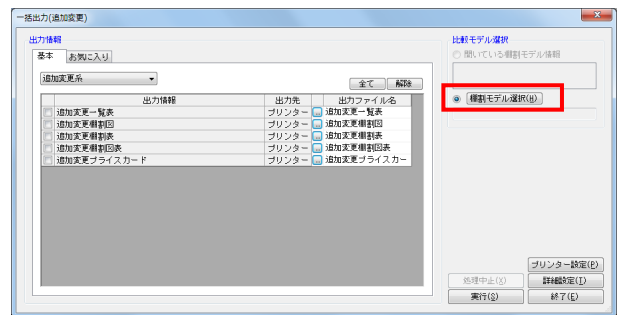 一括出力(追加変更)
出力情報
基本 お気に入り
追加変更系
全て 解除
出力情報 出力先 出力ファイル名
追加変更一覧表 プリンター ... 追加変更一覧表
追加変更棚割図 プリンター ... 追加変更棚割図
追加変更棚割表 プリンター ... 追加変更棚割表
追加変更棚割図表 プリンター ... 追加変更棚割図表
追加変更プライスカード プリンター ... 追加変更プライスカー
比較モデル選択
開いている棚割モデル情報
棚割モデル選択(H)
プリンター設定(P)
処理中止(X) 詳細設定(I)
実行(S) 終了(E)